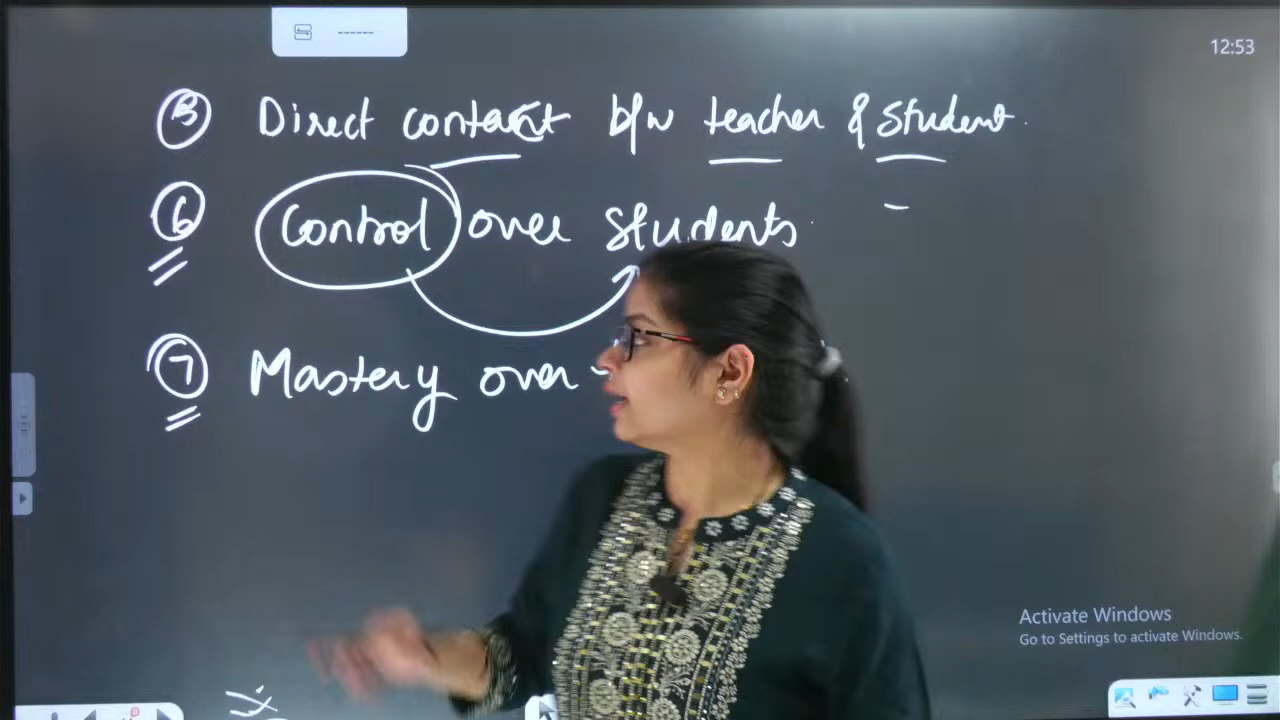 12:53
⑤ Direct contact b/w teacher & student.
⑥ Control over students.
⑦ Mastery over
Activate Windows
Go to Settings to activate Windows.